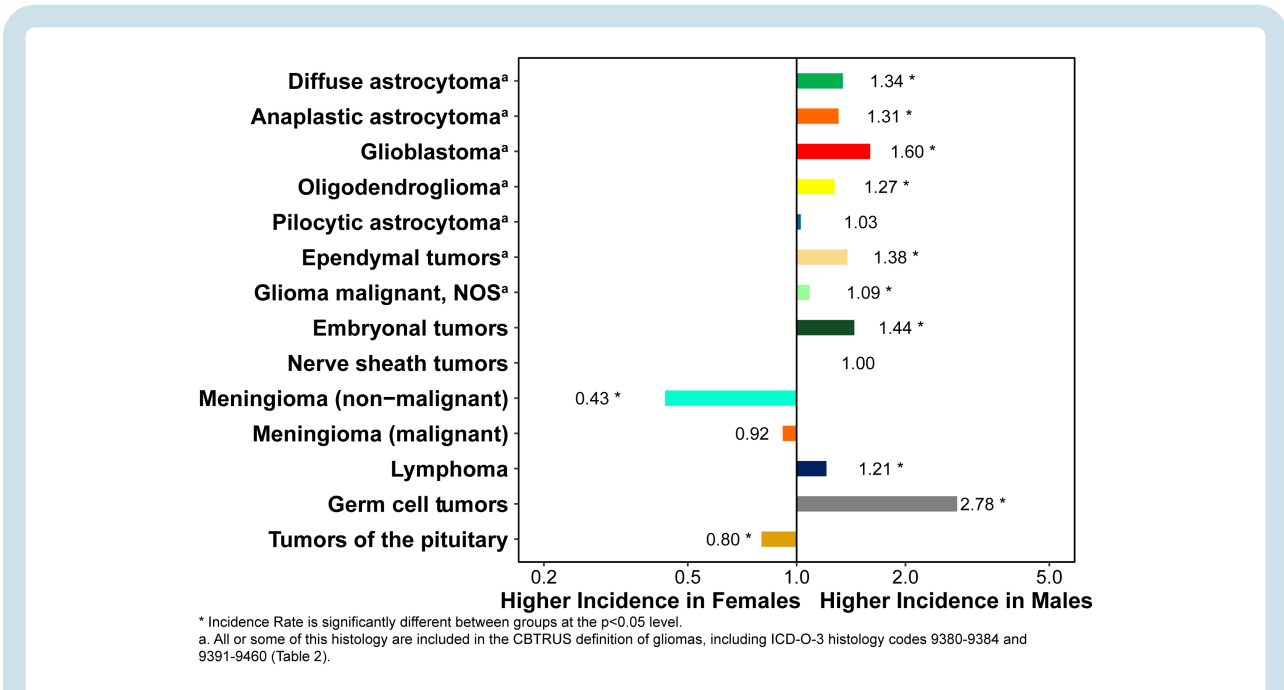 Diffuse astrocytomaᵃ 1.34 *
Anaplastic astrocytomaᵃ 1.31 *
Glioblastomaᵃ 1.60 *
Oligodendrogliomaᵃ 1.27 *
Pilocytic astrocytomaᵃ 1.03
Ependymal tumorsᵃ 1.38 *
Glioma malignant, NOSᵃ 1.09 *
Embryonal tumors 1.44 *
Nerve sheath tumors 1.00
Meningioma (non−malignant) 0.43 *
Meningioma (malignant) 0.92
Lymphoma 1.21 *
Germ cell tumors 2.78 *
Tumors of the pituitary 0.80 *
0.2 0.5 1.0 2.0 5.0
Higher Incidence in Females Higher Incidence in Males
* Incidence Rate is significantly different between groups at the p<0.05 level.
a. All or some of this histology are included in the CBTRUS definition of gliomas, including ICD-O-3 histology codes 9380-9384 and
9391-9460 (Table 2).